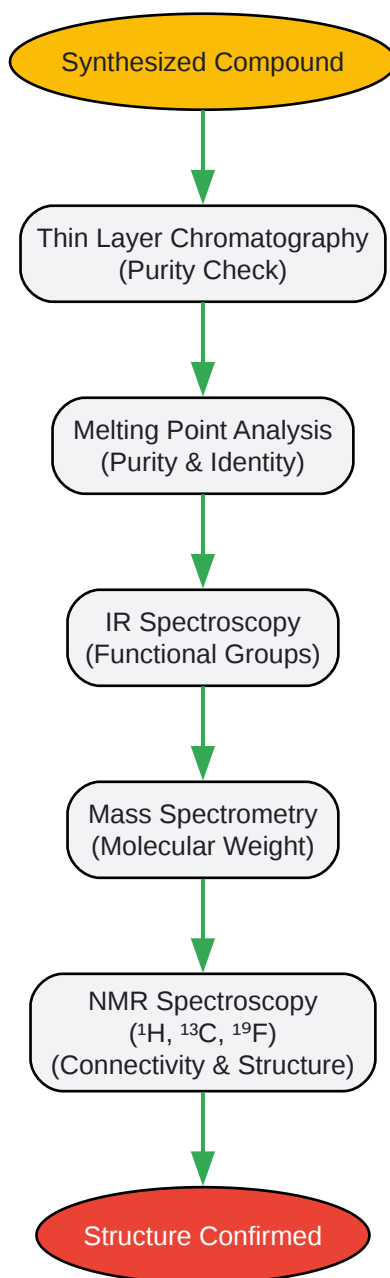 Synthesized Compound
Thin Layer Chromatography
(Purity Check)
Melting Point Analysis
(Purity & Identity)
IR Spectroscopy
(Functional Groups)
Mass Spectrometry
(Molecular Weight)
NMR Spectroscopy
(¹H, ¹³C, ¹⁹F)
(Connectivity & Structure)
Structure Confirmed